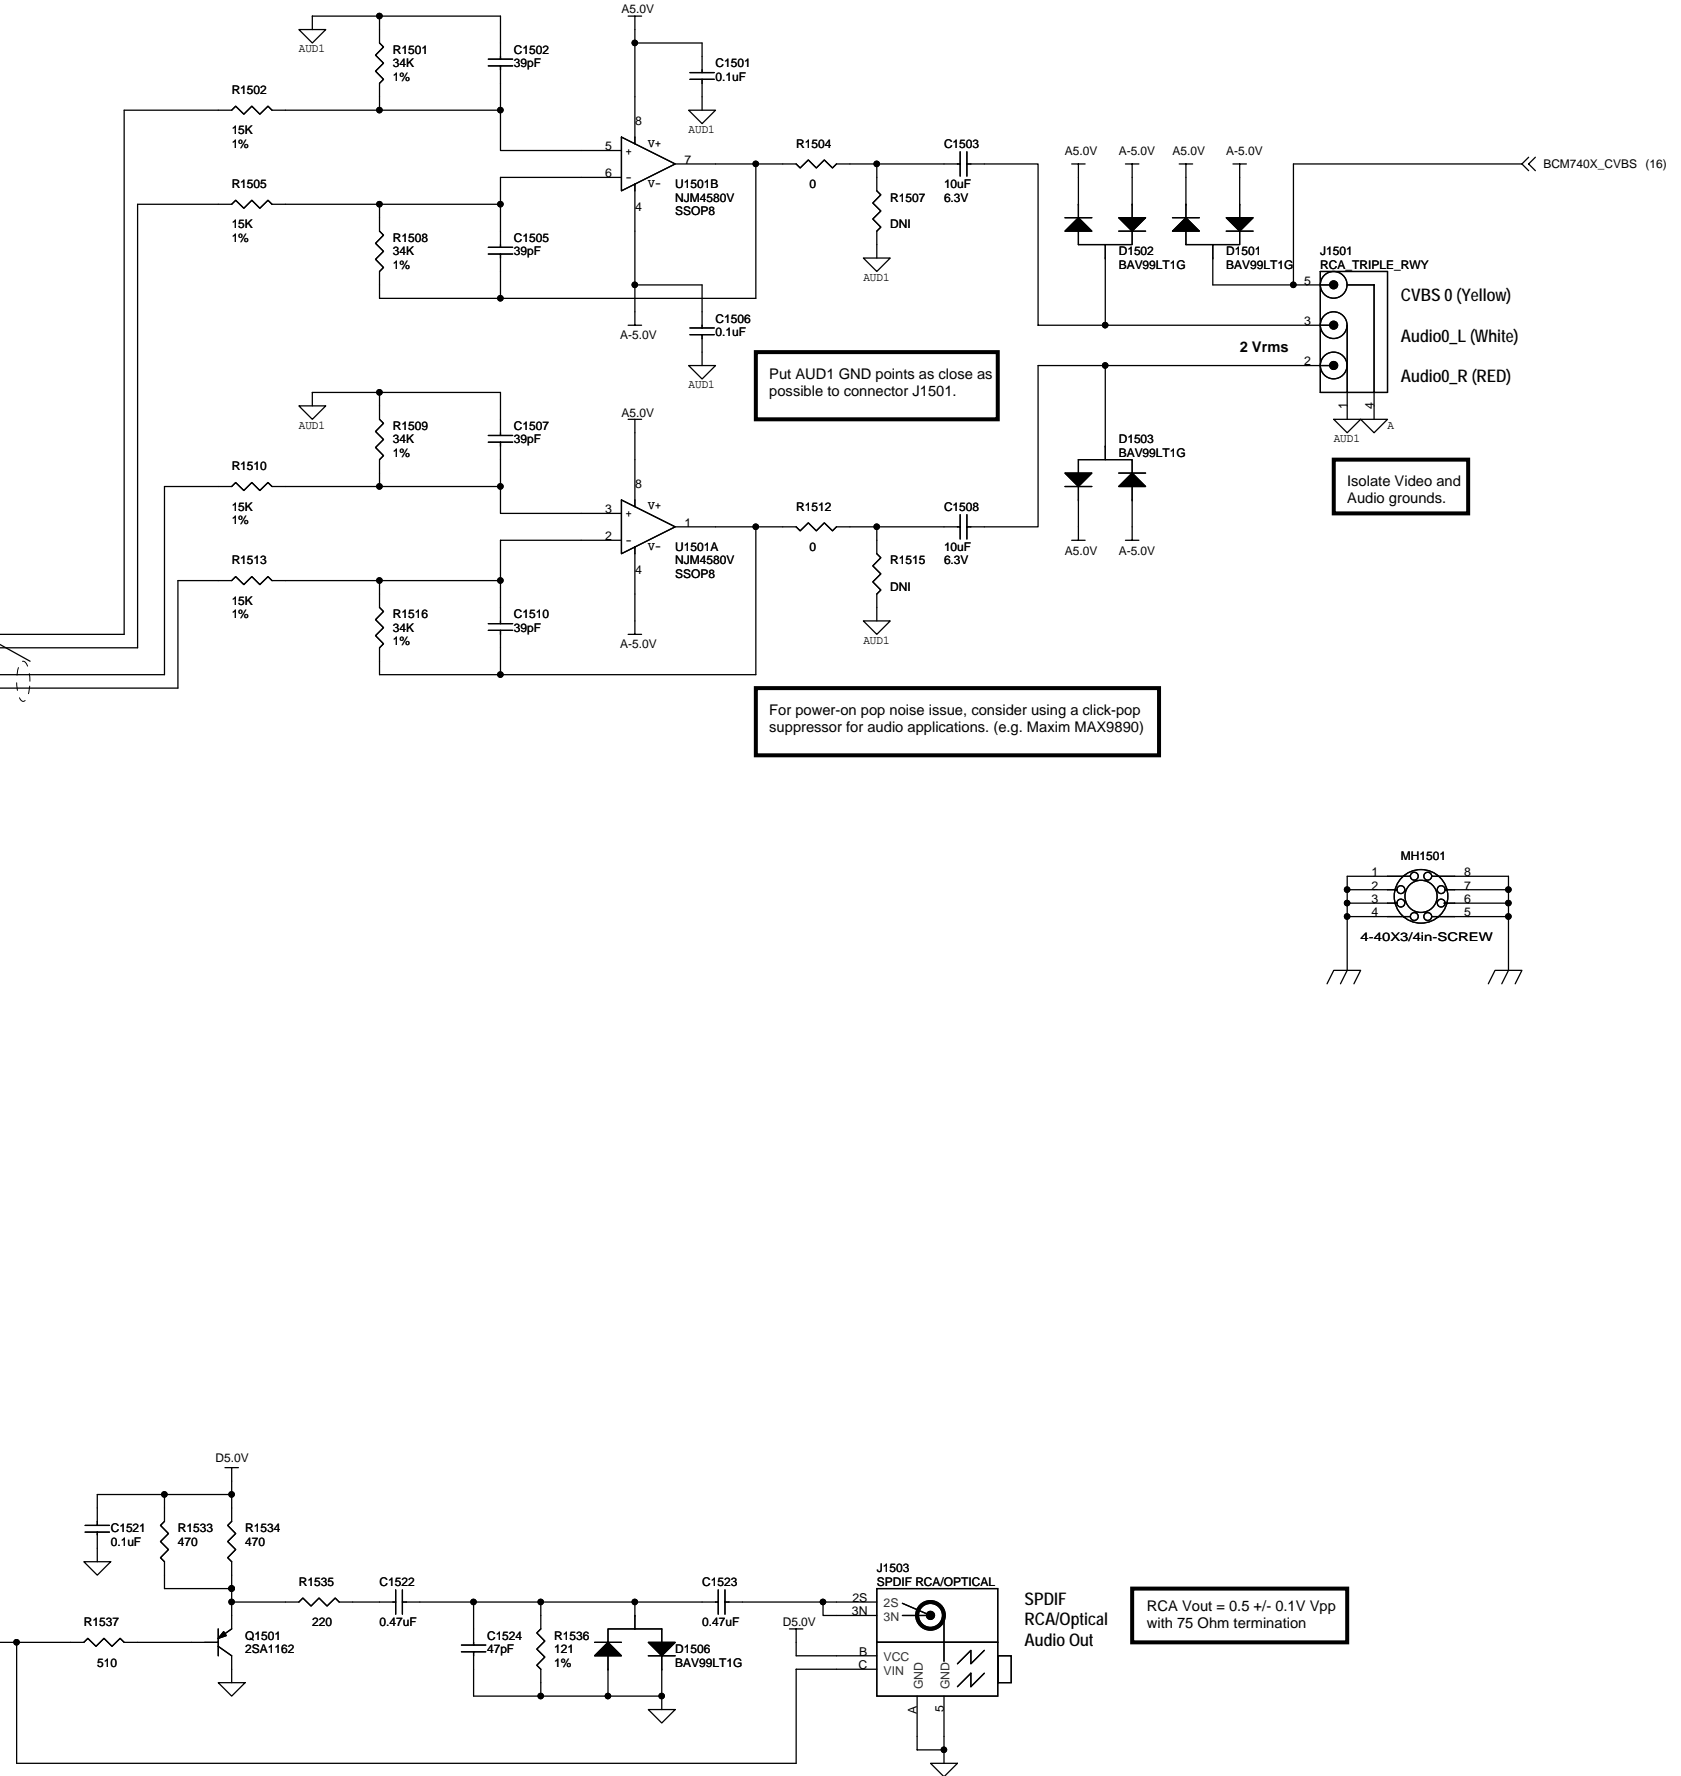 A5.0V
AUD1
R1501
34K
1%
C1502
39pF
C1501
0.1uF
AUD1
R1502
15K
1%
8
5
+
V+
7
6
-
V-
4
U1501B
NJM4580V
SSOP8
R1504
0
C1503
10uF
6.3V
R1507
DNI
AUD1
A5.0V
A-5.0V
A5.0V
A-5.0V
BCM740X_CVBS (16)
R1505
15K
1%
R1508
34K
1%
C1505
39pF
D1502
BAV99LT1G
D1501
BAV99LT1G
J1501
RCA_TRIPLE_RWY
5
CVBS 0 (Yellow)
3
Audio0_L (White)
2 Vrms
2
Audio0_R (RED)
1
4
AUD1
A
A-5.0V
C1506
0.1uF
AUD1
Put AUD1 GND points as close as
possible to connector J1501.
Isolate Video and
Audio grounds.
AUD1
R1509
34K
1%
C1507
39pF
A5.0V
R1510
15K
1%
8
3
+
V+
1
2
-
V-
4
U1501A
NJM4580V
SSOP8
R1512
0
C1508
10uF
6.3V
R1515
DNI
AUD1
D1503
BAV99LT1G
A5.0V
A-5.0V
R1513
15K
1%
R1516
34K
1%
C1510
39pF
A-5.0V
For power-on pop noise issue, consider using a click-pop
suppressor for audio applications. (e.g. Maxim MAX9890)
MH1501
1
8
2
7
3
6
4
5
4-40X3/4in-SCREW
D5.0V
C1521
0.1uF
R1533
470
R1534
470
R1537
510
Q1501
2SA1162
R1535
220
C1522
0.47uF
C1524
47pF
R1536
121
1%
D1506
BAV99LT1G
C1523
0.47uF
D5.0V
J1503
SPDIF RCA/OPTICAL
2S
2S
3N
3N
B
VCC
C
VIN
GND
GND
A
5
SPDIF
RCA/Optical
Audio Out
RCA Vout = 0.5 +/- 0.1V Vpp
with 75 Ohm termination